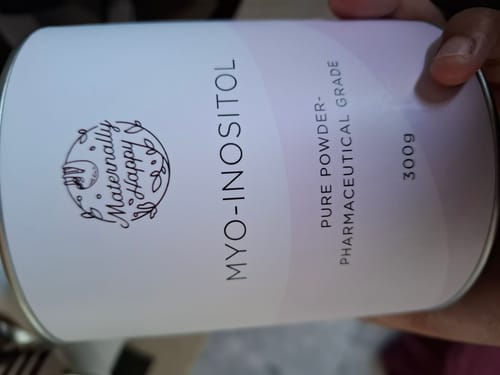 Maternally
Happy
MYO-INOSITOL
PURE POWDER-
PHARMACEUTICAL GRADE
300g